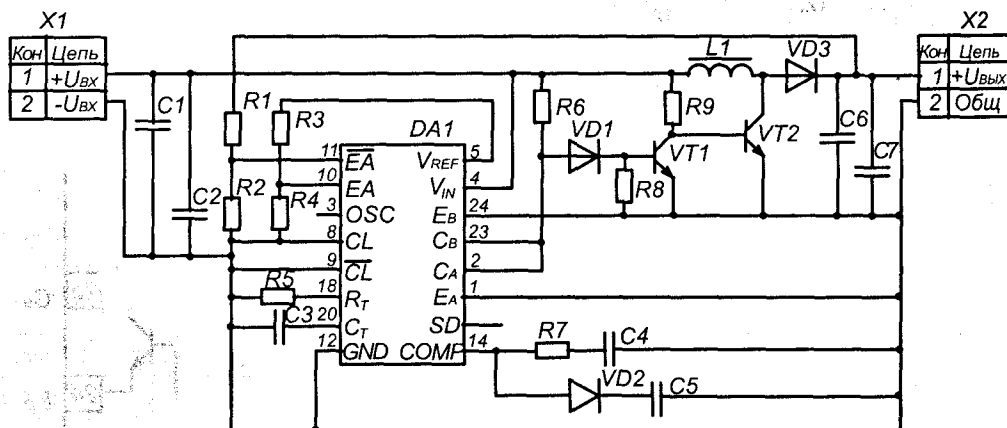 X1
Кон Цепь
1 +Uвх
2 -Uвх
C1
C2
R1
R3
R2
R4
R5
C3
DA1
11 EA
10 EA
3 OSC
8 CL
9 CL
18 RT
20 CT
12 GND
VREF 5
VIN 4
EB 24
CB 23
CA 2
EA 1
SD
COMP 14
R6
VD1
R8
R9
VT1
L1
VT2
VD3
C6
C7
R7
C4
VD2
C5
X2
Кон Цепь
1 +Uвых
2 Общ